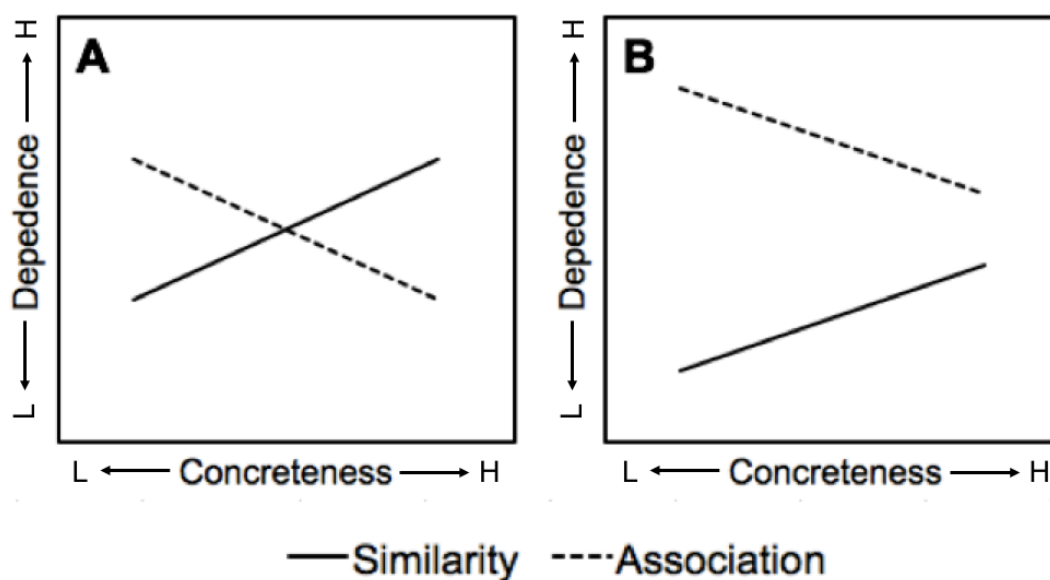 A
B
H
Depedence
L
H
Depedence
L
L Concreteness H
L Concreteness H
Similarity Association